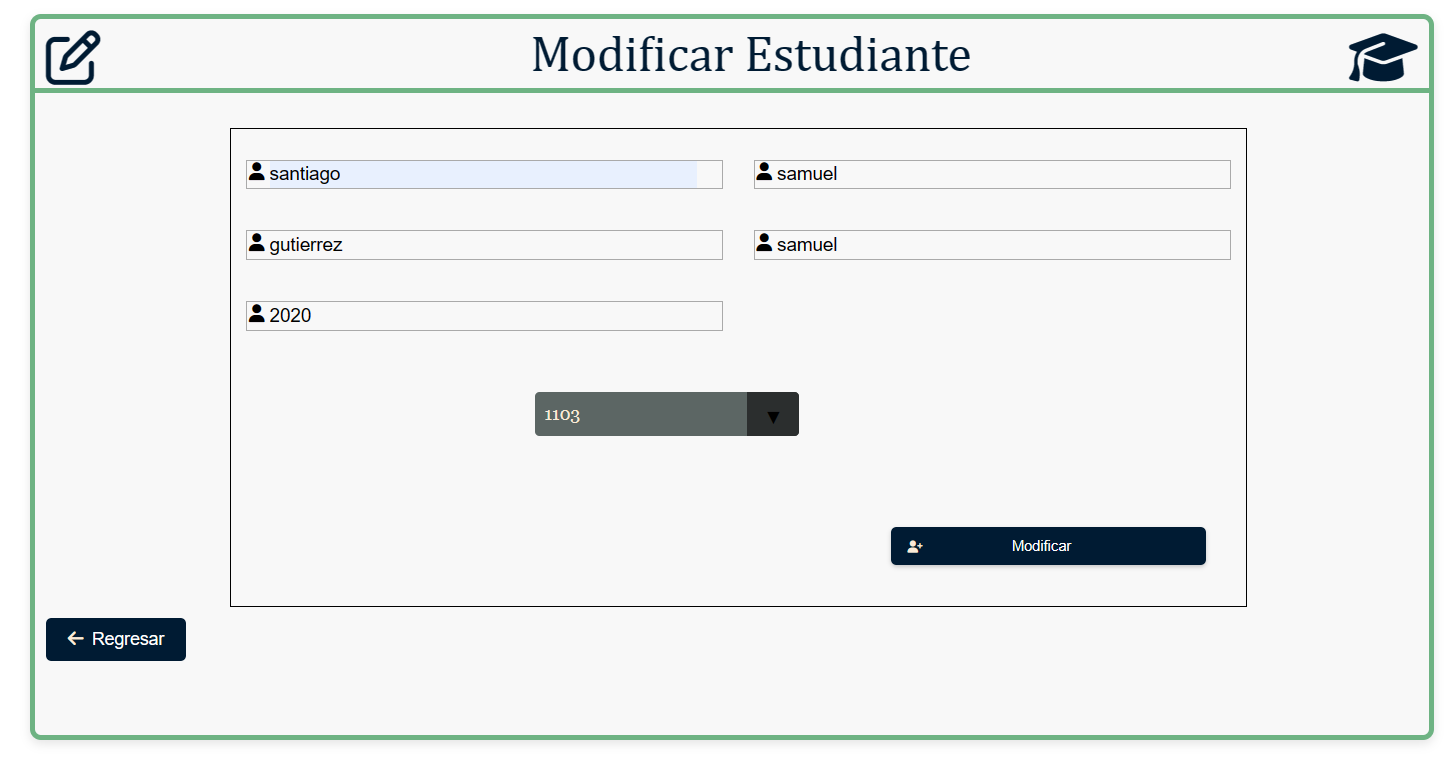 Modificar Estudiante
santiago
samuel
gutierrez
samuel
2020
1103
Modificar
Regresar